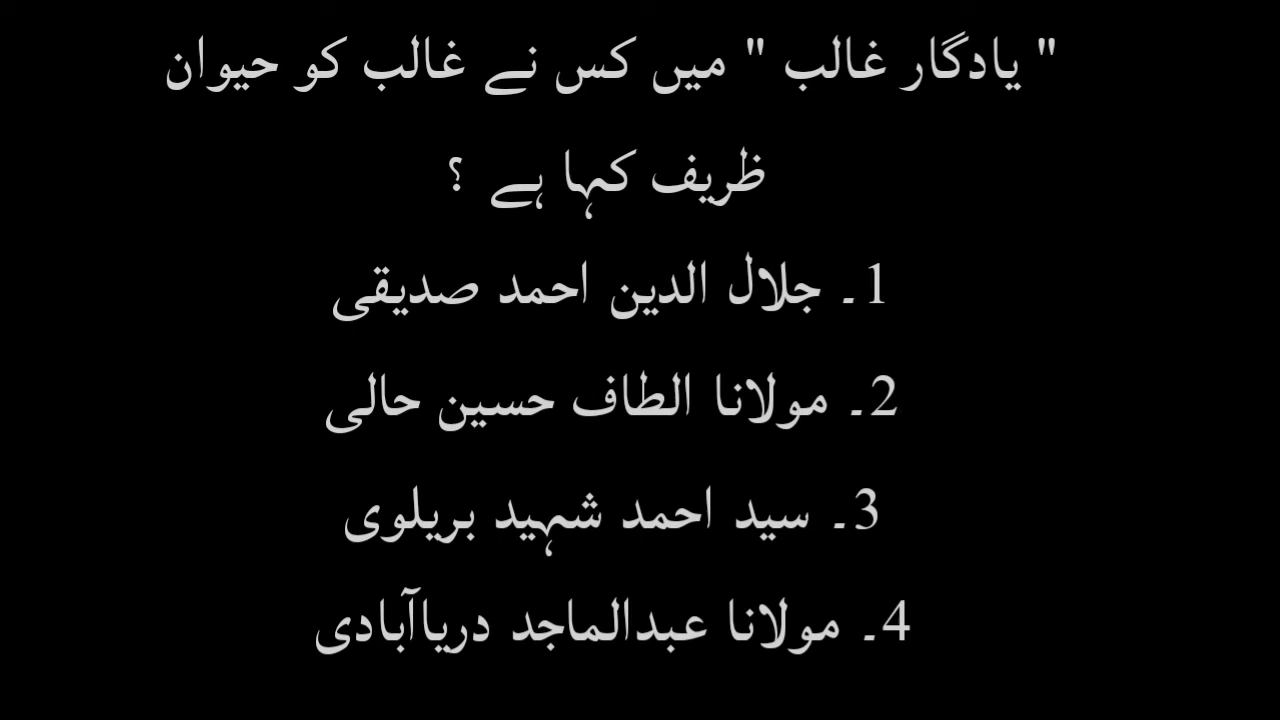 " یادگار غالب " میں کس نے غالب کو حیوان
ظریف کہا ہے ؟
1۔ جلال الدین احمد صدیقی
2۔ مولانا الطاف حسین حالی
3۔ سید احمد شہید بریلوی
4۔ مولانا عبدالماجد دریاآبادی